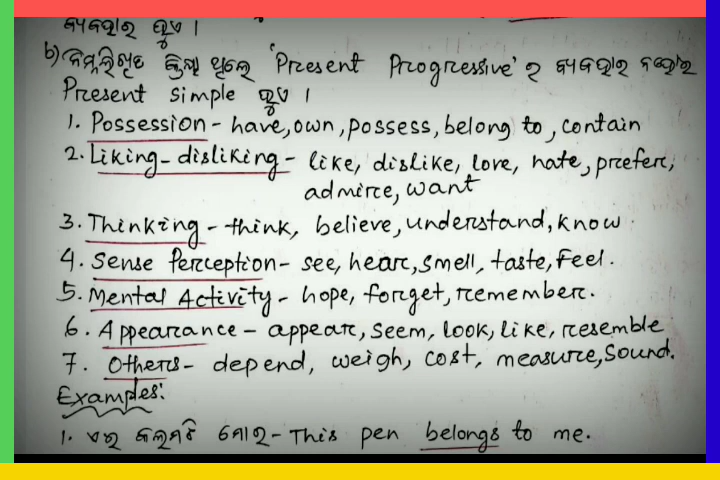 ବ୍ୟବହାର ହୁଏ ।
b) ନିମ୍ନଲିଖିତ କ୍ରିୟା ଥିଲେ 'Present Progressive' ର ବ୍ୟବହାର ନହୋଇ
Present simple ହୁଏ ।
1. Possession - have, own, possess, belong to, contain
2. Liking-disliking - like, dislike, love, hate, prefer,
admire, want
3. Thinking - think, believe, understand, know
4. Sense Perception - see, hear, smell, taste, Feel.
5. Mental Activity - hope, forget, remember.
6. Appearance - appear, seem, look, like, resemble
7. Others - depend, weigh, cost, measure, Sound.
Examples:
1. ଏଇ କଲମଟି ମୋର - This pen belongs to me.